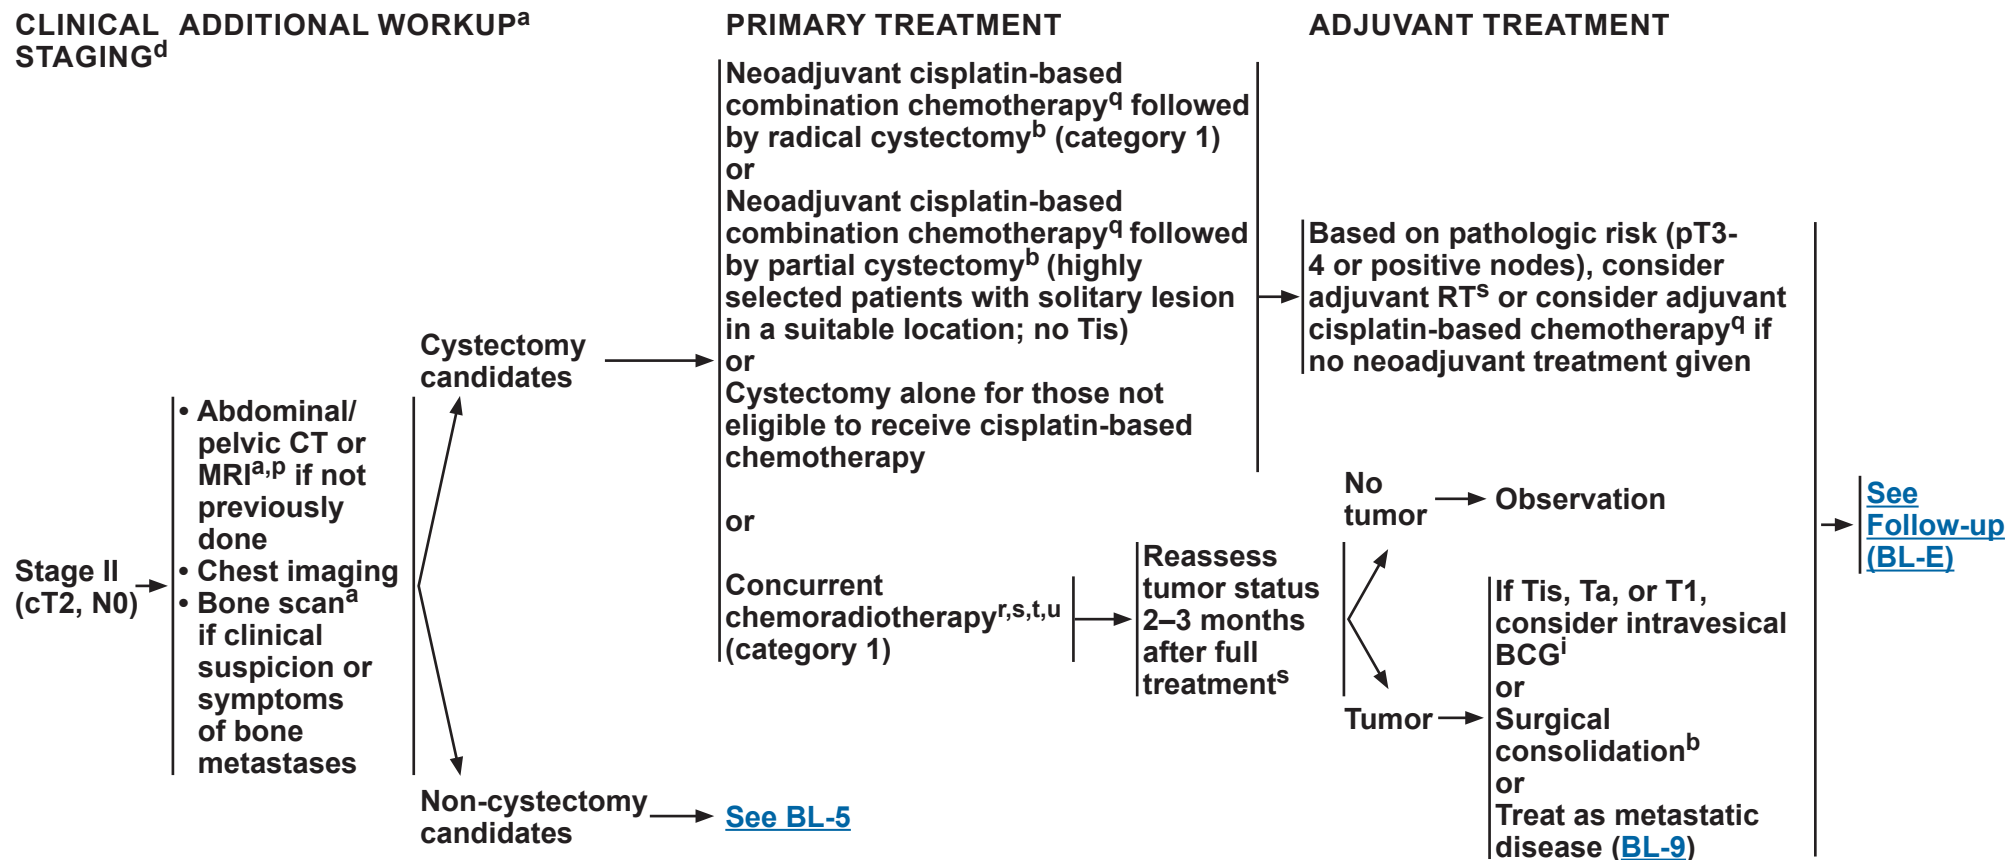 CLINICAL STAGINGd
ADDITIONAL WORKUPa
PRIMARY TREATMENT
ADJUVANT TREATMENT
Stage II
(cT2, N0)
• Abdominal/
pelvic CT or
MRIa,p if not
previously
done
• Chest imaging
• Bone scana
if clinical
suspicion or
symptoms
of bone
metastases
Cystectomy
candidates
Neoadjuvant cisplatin-based
combination chemotherapyq followed
by radical cystectomyb (category 1)
or
Neoadjuvant cisplatin-based
combination chemotherapyq followed
by partial cystectomyb (highly
selected patients with solitary lesion
in a suitable location; no Tis)
or
Cystectomy alone for those not
eligible to receive cisplatin-based
chemotherapy
or
Concurrent
chemoradiotherapyr,s,t,u
(category 1)
Based on pathologic risk (pT3-
4 or positive nodes), consider
adjuvant RTs or consider adjuvant
cisplatin-based chemotherapyq if
no neoadjuvant treatment given
Reassess
tumor status
2–3 months
after full
treatments
No
tumor
Observation
Tumor
If Tis, Ta, or T1,
consider intravesical
BCGi
or
Surgical
consolidationb
or
Treat as metastatic
disease (BL-9)
See
Follow-up
(BL-E)
Non-cystectomy
candidates
See BL-5